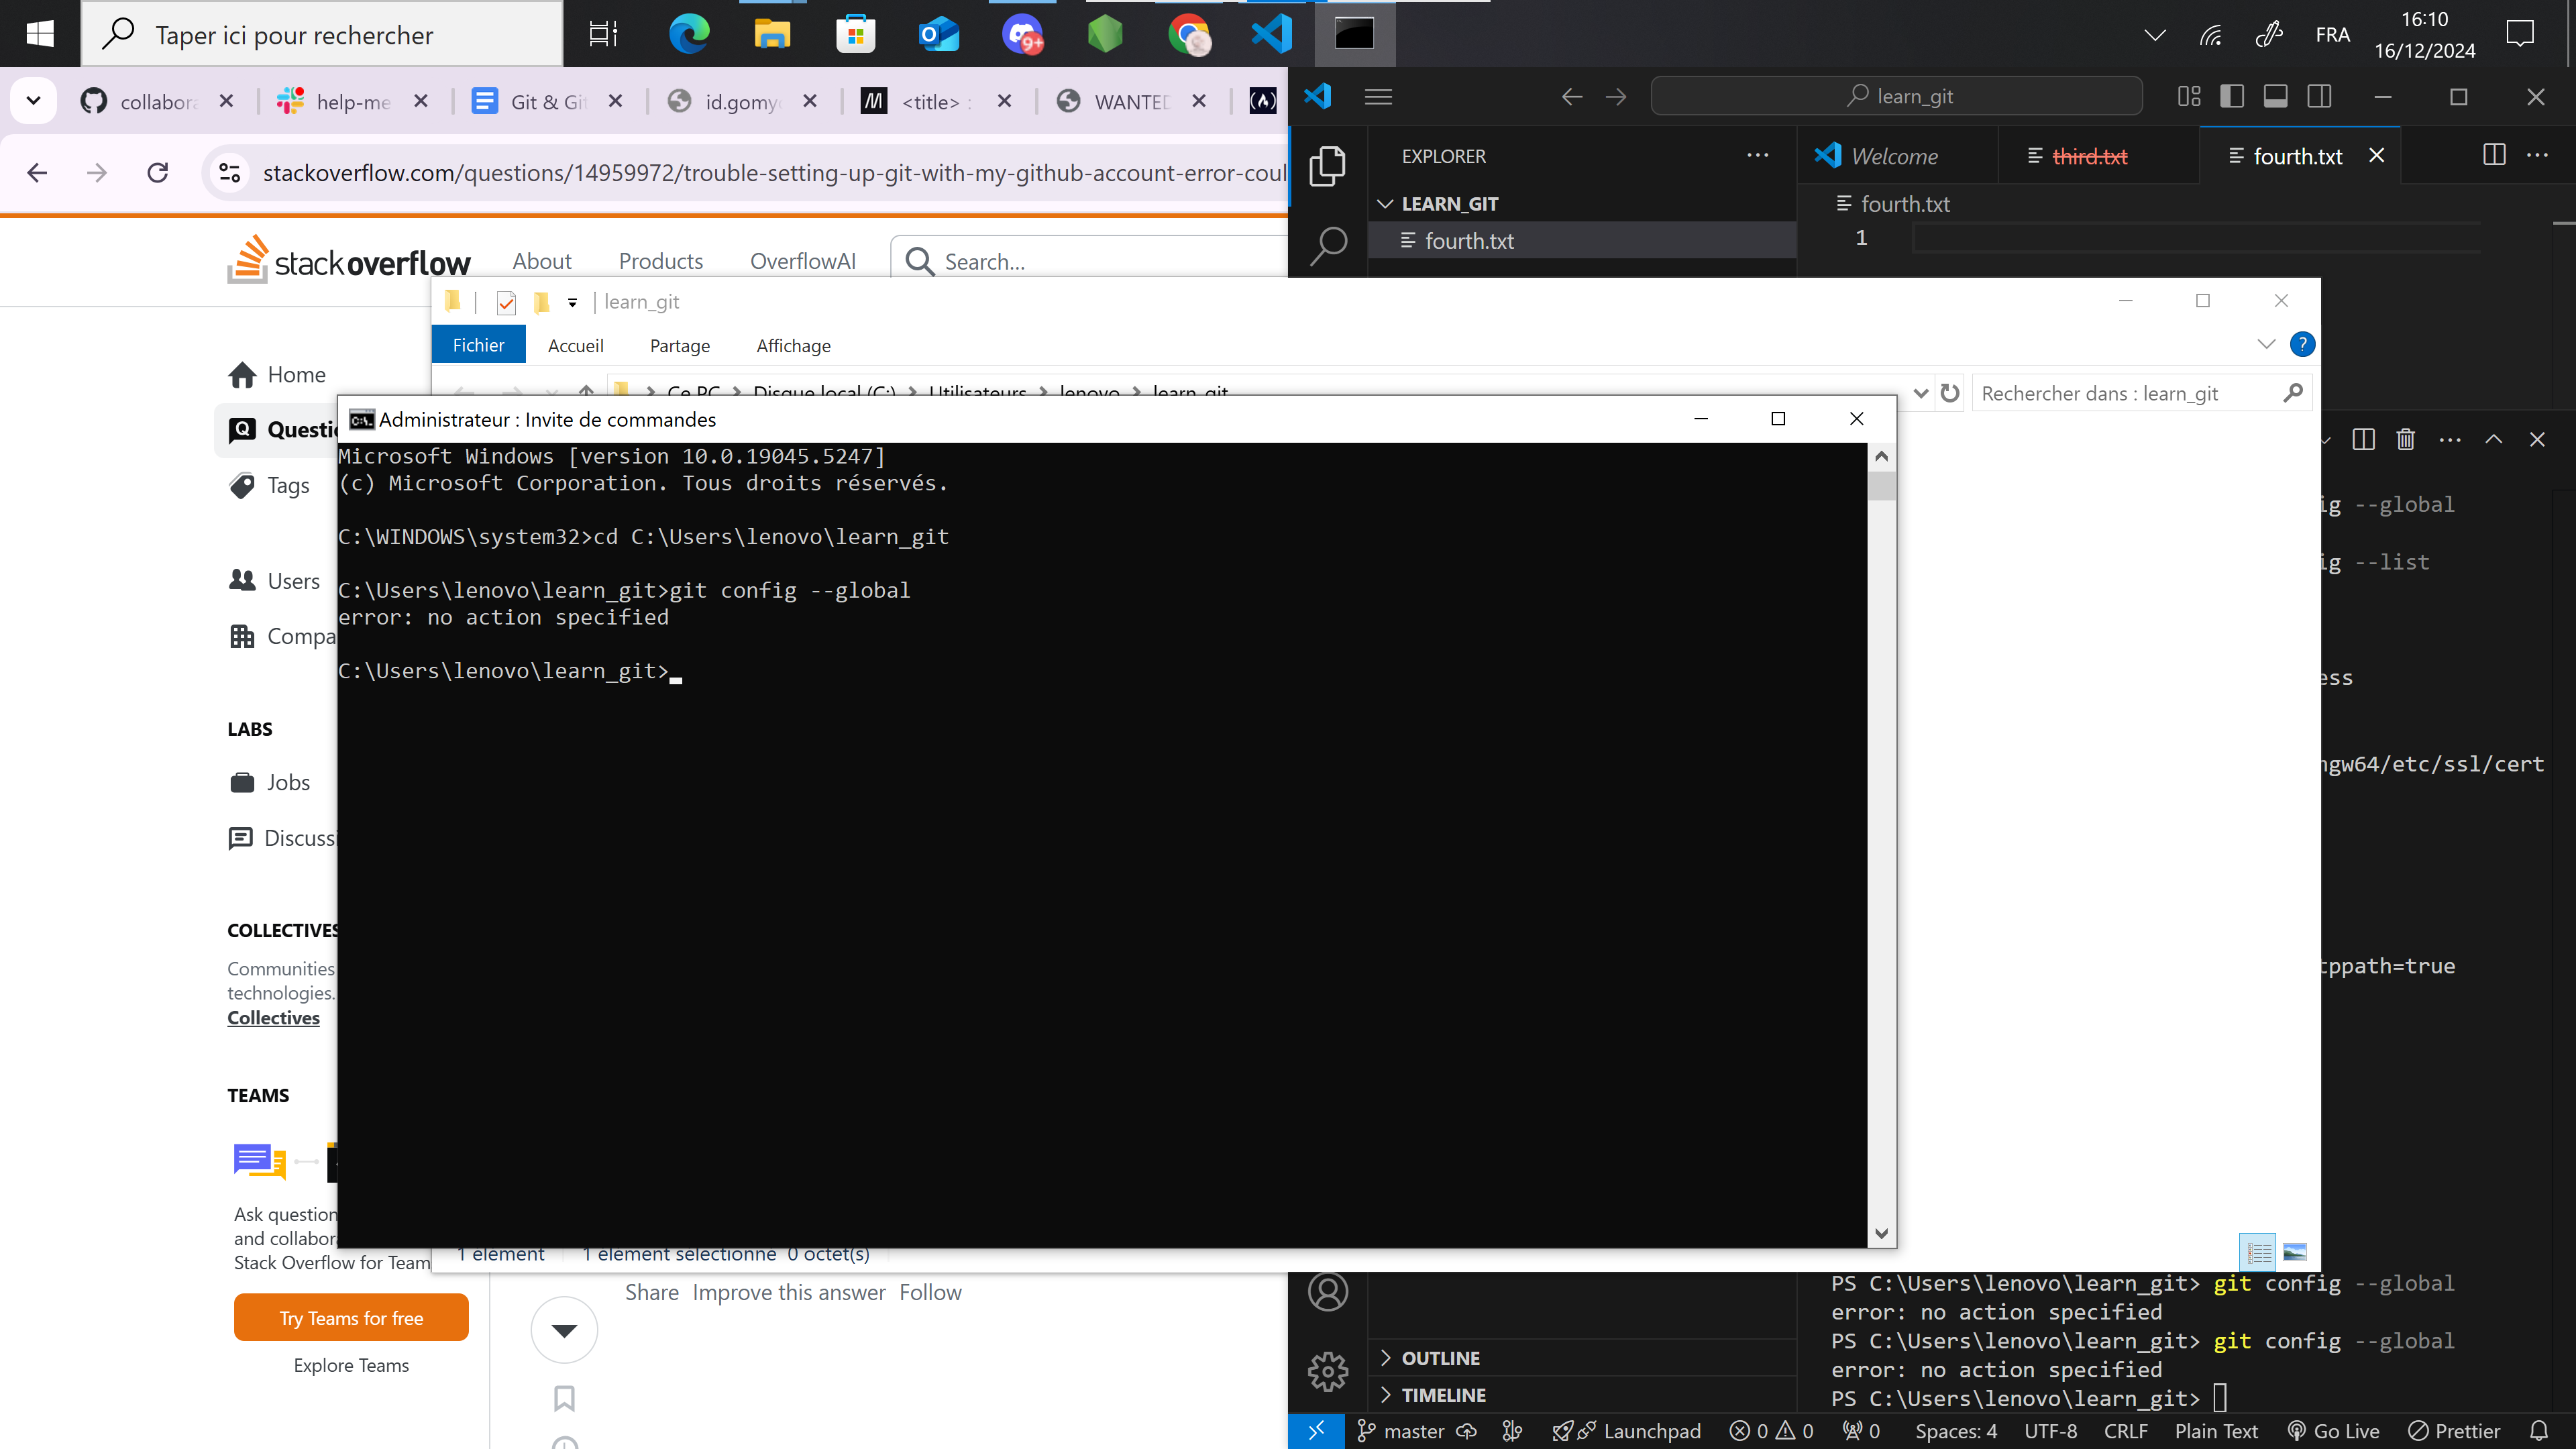 Taper ici pour rechercher
9+
FRA
16:10
16/12/2024
collabora
help-me
Git & Gi
id.gomy
<title> :
WANTED
stackoverflow.com/questions/14959972/trouble-setting-up-git-with-my-github-account-error-coul
stackoverflow
About
Products
OverflowAI
Search...
Home
Questio
Tags
Users
Compa
LABS
Jobs
Discussi
COLLECTIVES
Communities
technologies.
Collectives
TEAMS
Ask question
and collabora
Stack Overflow for Team
Try Teams for free
Explore Teams
Share Improve this answer Follow
learn_git
Fichier
Accueil
Partage
Affichage
Ce PC > Disque local (C:) > Utilisateurs > lenovo > learn_git
Rechercher dans : learn_git
1 élément
1 élément sélectionné 0 octet(s)
Administrateur : Invite de commandes
Microsoft Windows [version 10.0.19045.5247]
(c) Microsoft Corporation. Tous droits réservés.
C:\WINDOWS\system32>cd C:\Users\lenovo\learn_git
C:\Users\lenovo\learn_git>git config --global
error: no action specified
C:\Users\lenovo\learn_git>
learn_git
EXPLORER
LEARN_GIT
fourth.txt
Welcome
third.txt
fourth.txt
fourth.txt
1
ig --global
ig --list
ess
ngw64/etc/ssl/cert
tppath=true
PS C:\Users\lenovo\learn_git> git config --global
error: no action specified
PS C:\Users\lenovo\learn_git> git config --global
error: no action specified
PS C:\Users\lenovo\learn_git>
OUTLINE
TIMELINE
master
Launchpad
0
0
0
Spaces: 4
UTF-8
CRLF
Plain Text
Go Live
Prettier